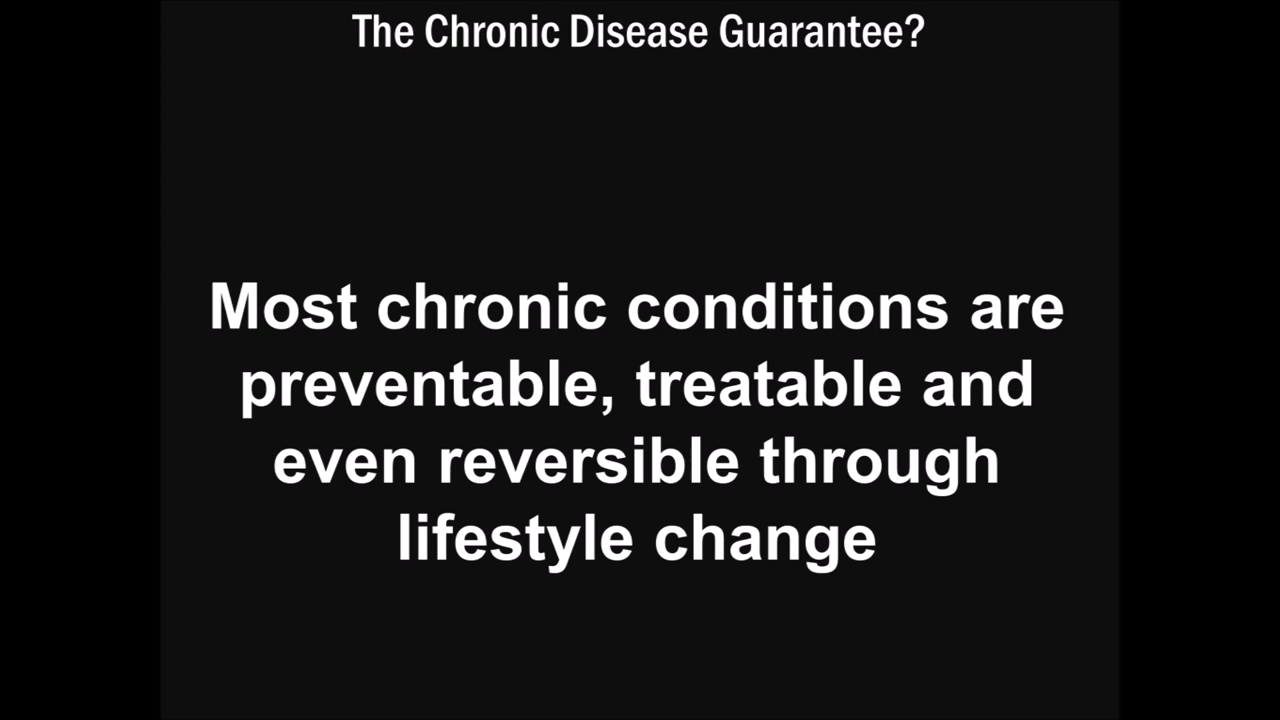 The Chronic Disease Guarantee?
Most chronic conditions are
preventable, treatable and
even reversible through
lifestyle change